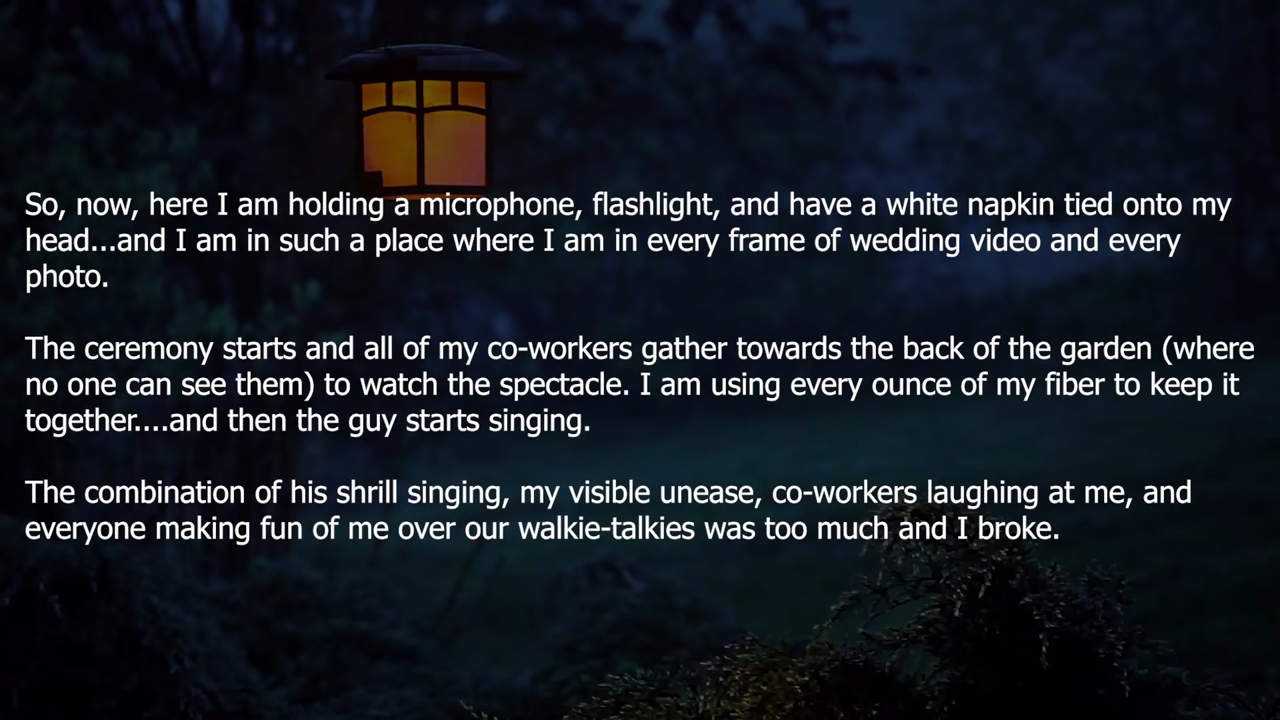 So, now, here I am holding a microphone, flashlight, and have a white napkin tied onto my
head...and I am in such a place where I am in every frame of wedding video and every
photo.
The ceremony starts and all of my co-workers gather towards the back of the garden (where
no one can see them) to watch the spectacle. I am using every ounce of my fiber to keep it
together....and then the guy starts singing.
The combination of his shrill singing, my visible unease, co-workers laughing at me, and
everyone making fun of me over our walkie-talkies was too much and I broke.